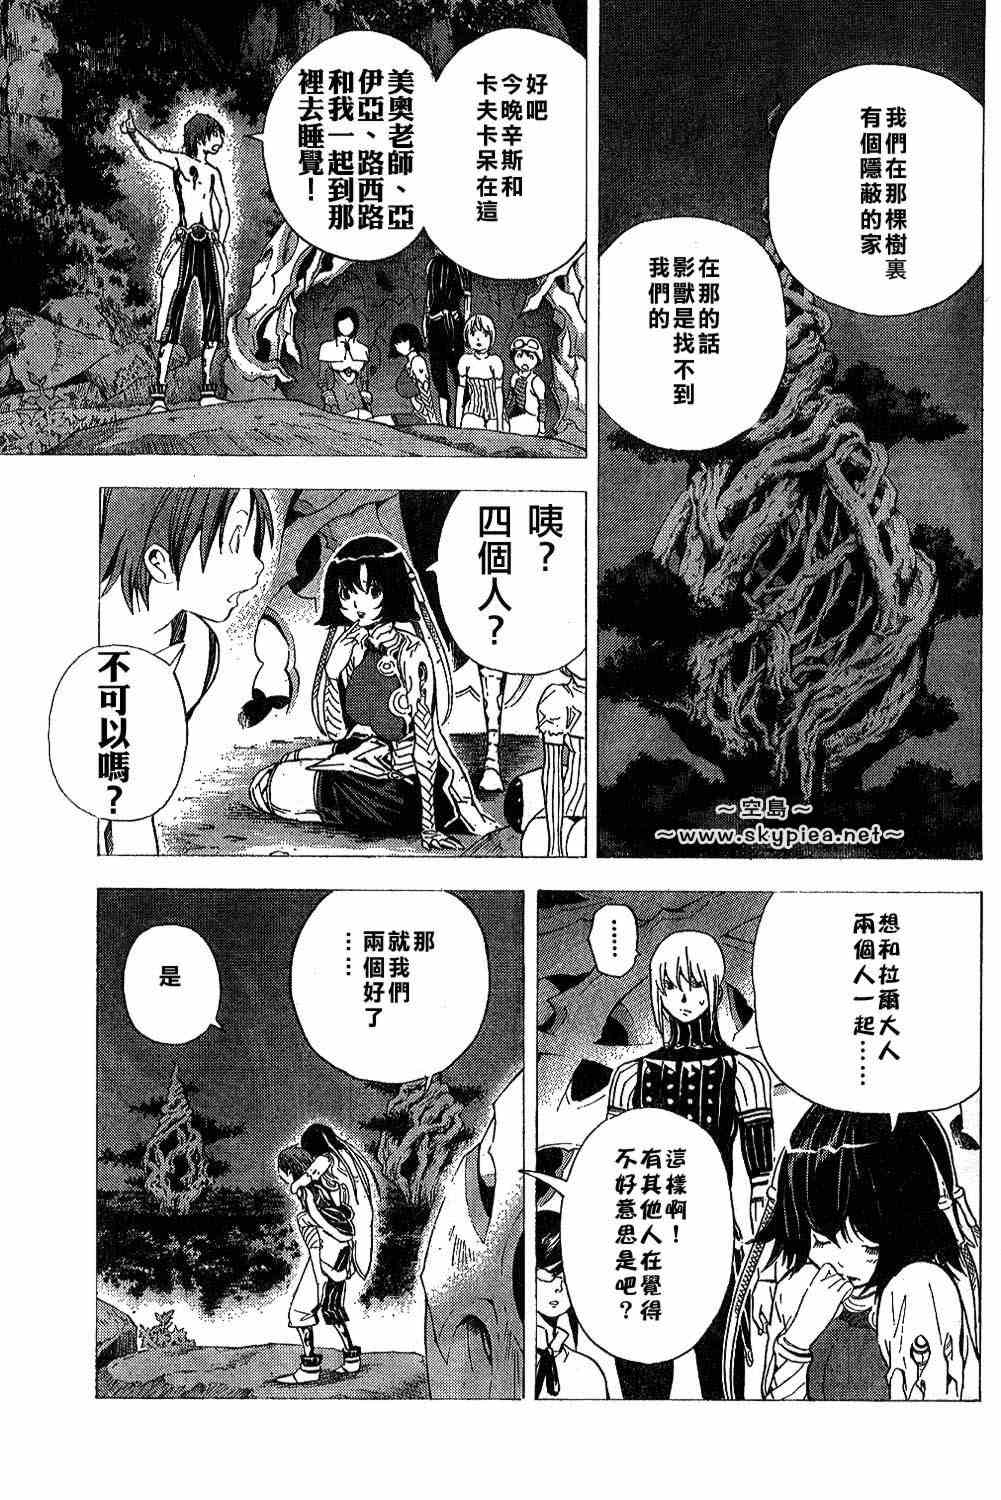 我們在那棵樹裏
有個隱蔽的家
在那的話
影獸是找不到
我們的
好吧
今晚辛斯和
卡夫卡呆在這
美奧老師、亞
伊亞、路西路
和我一起到那
裡去睡覺！
咦？
四個人？
不可以嗎？
～空島～
～www.skypiea.net～
想和拉爾大人
兩個人一起……
……
這樣啊！
有其他人在覺得
不好意思是吧？
那
就我們
兩個好了
……
是